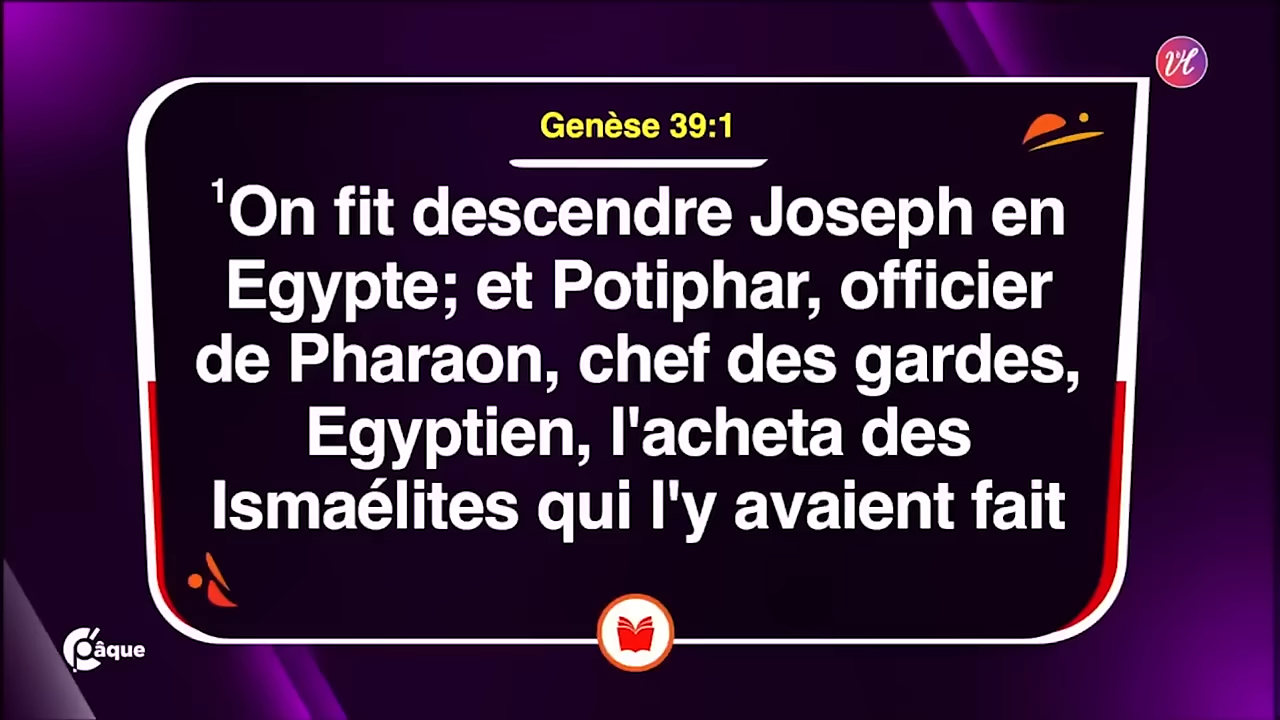 Genèse 39:1
1On fit descendre Joseph en
Egypte; et Potiphar, officier
de Pharaon, chef des gardes,
Egyptien, l'acheta des
Ismaélites qui l'y avaient fait
Pâque